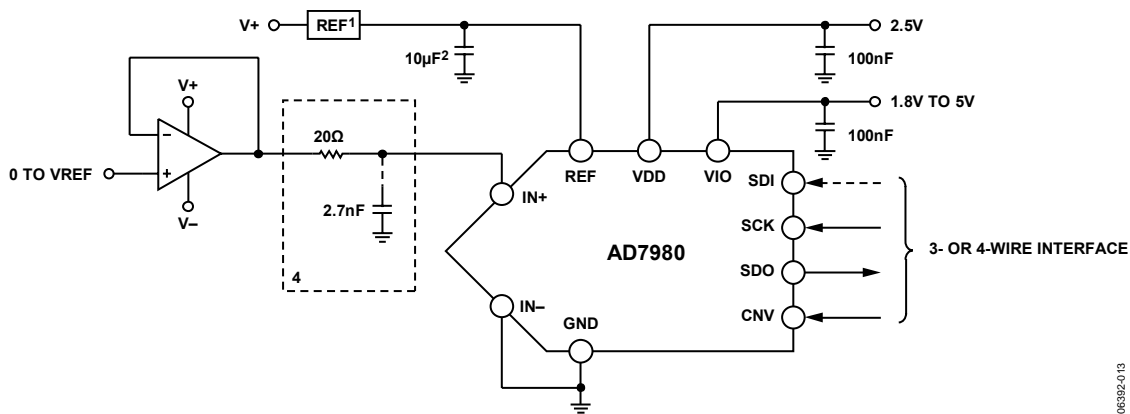 V+
REF¹
10µF²
2.5V
100nF
1.8V TO 5V
100nF
V+
–
+
V–
0 TO VREF
20Ω
2.7nF
4
REF
VDD
VIO
IN+
IN–
GND
AD7980
SDI
SCK
SDO
CNV
3- OR 4-WIRE INTERFACE
06392-013